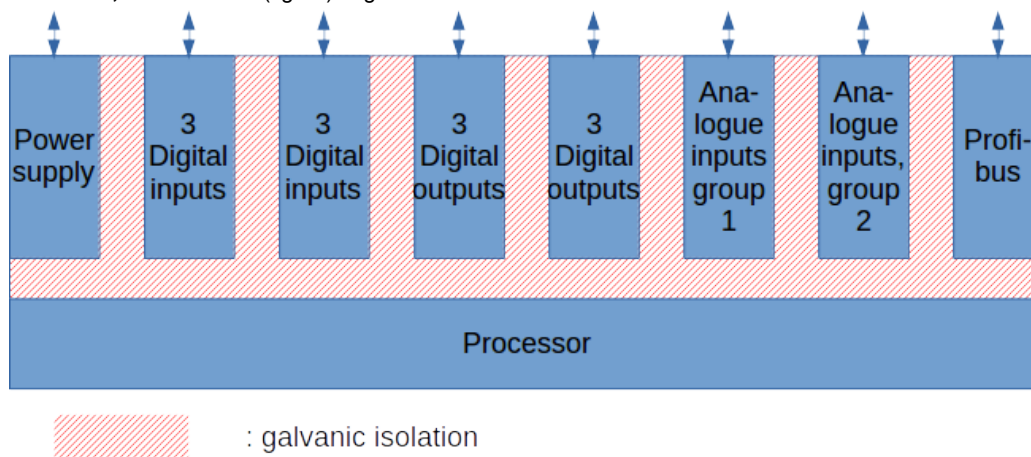 Power
supply
3
Digital
inputs
3
Digital
inputs
3
Digital
outputs
3
Digital
outputs
Ana-
logue
inputs
group
1
Ana-
logue
inputs,
group
2
Profi-
bus
Processor
: galvanic isolation